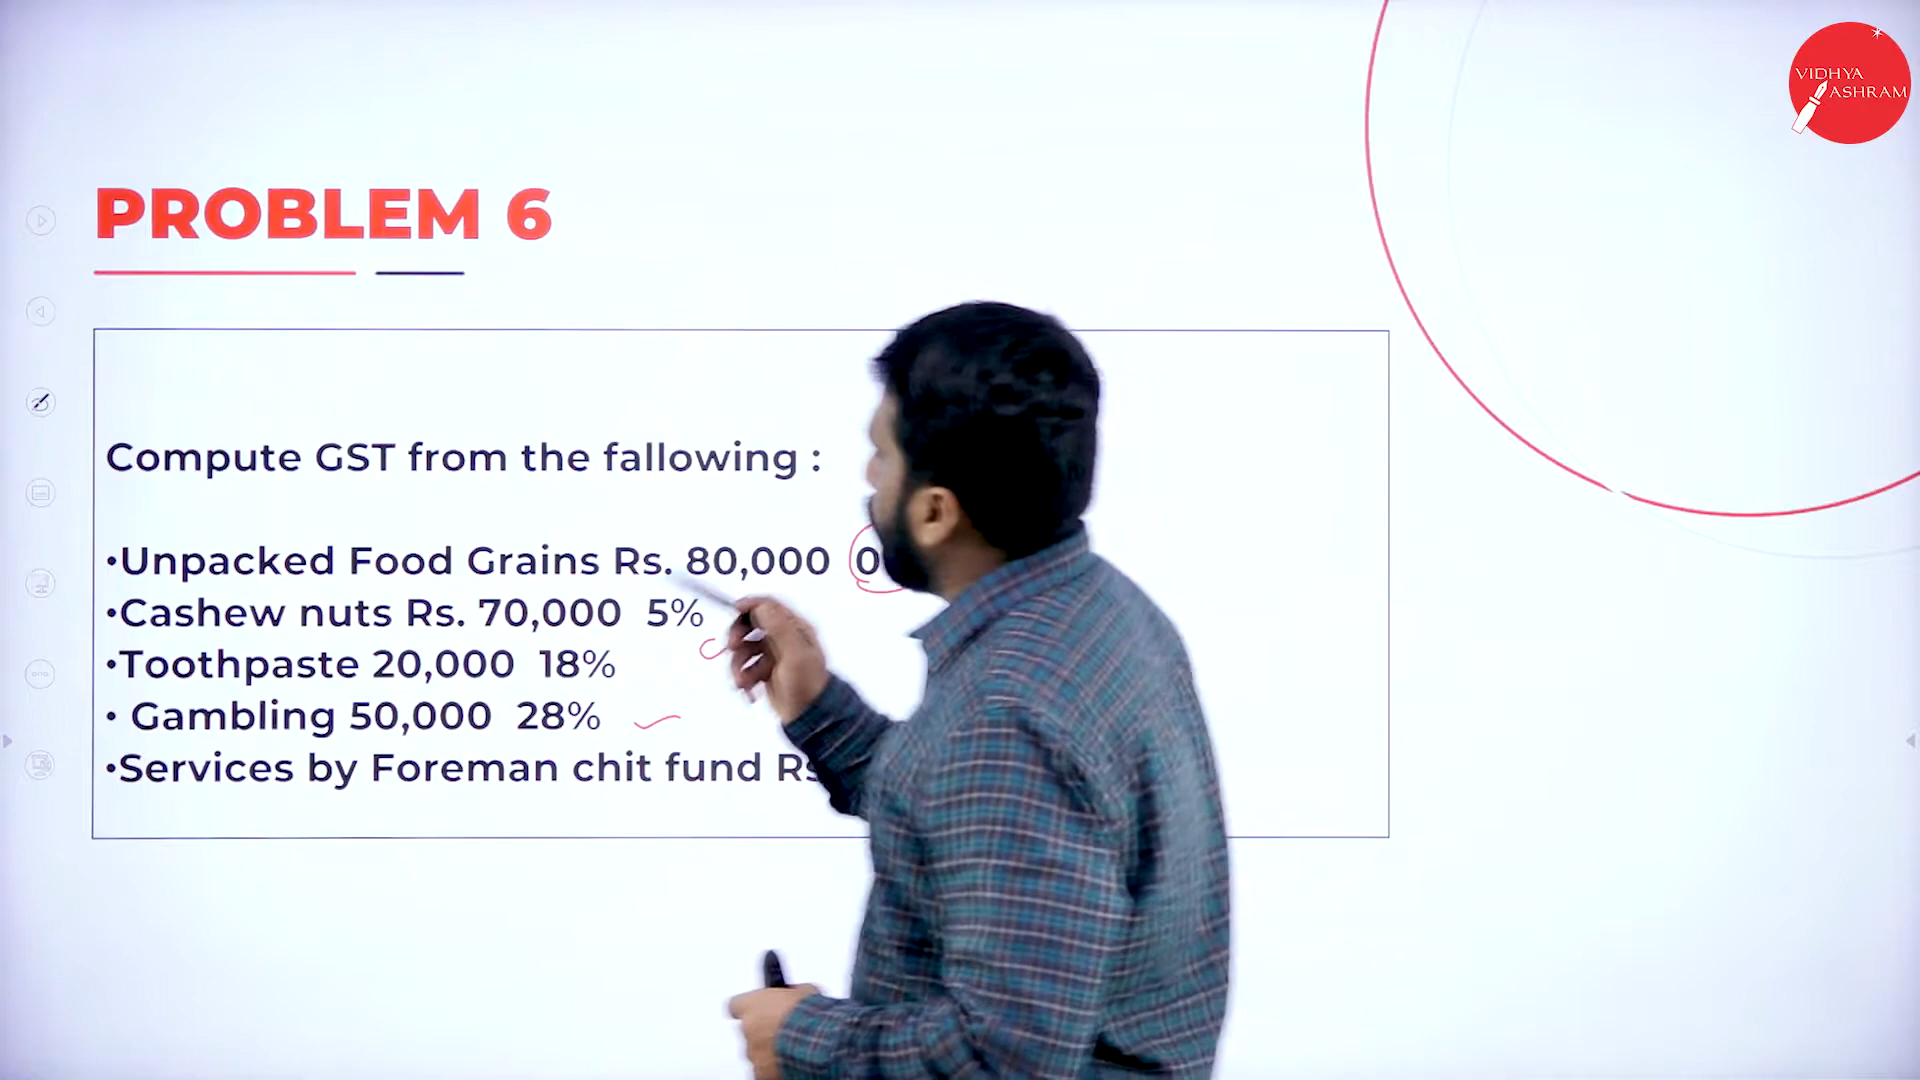 VIDHYA
ASHRAM
PROBLEM 6
Compute GST from the fallowing :
•Unpacked Food Grains Rs. 80,000 0
•Cashew nuts Rs. 70,000 5%
•Toothpaste 20,000 18%
• Gambling 50,000 28%
•Services by Foreman chit fund